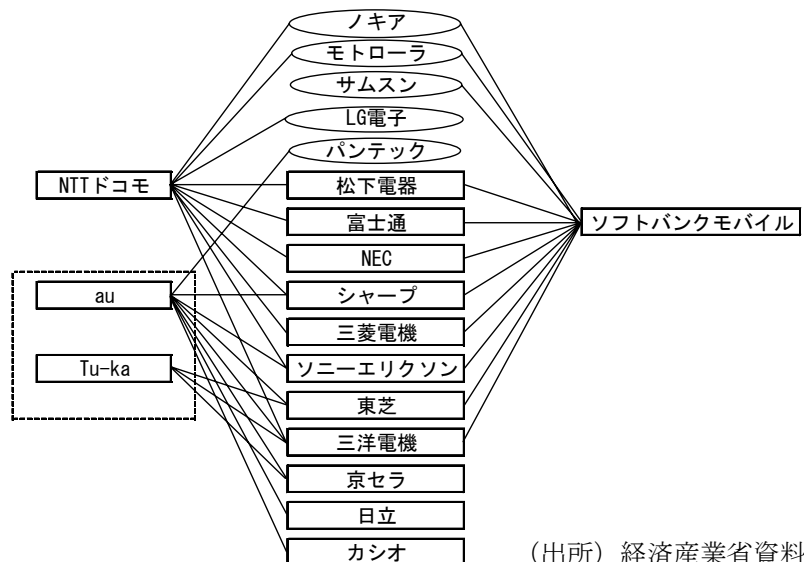 ノキア
モトローラ
サムスン
LG電子
パンテック
NTTドコモ
松下電器
富士通
ソフトバンクモバイル
NEC
au
シャープ
三菱電機
Tu-ka
ソニーエリクソン
東芝
三洋電機
京セラ
日立
カシオ
（出所）経済産業省資料